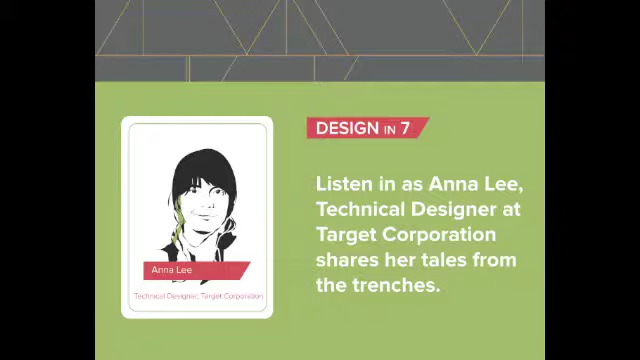 DESIGN IN 7
Listen in as Anna Lee,
Technical Designer at
Target Corporation
shares her tales from
the trenches.
Anna Lee
Technical Designer, Target Corporation